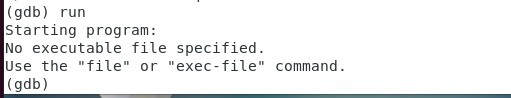 (gdb) run
Starting program:
No executable file specified.
Use the "file" or "exec-file" command.
(gdb)